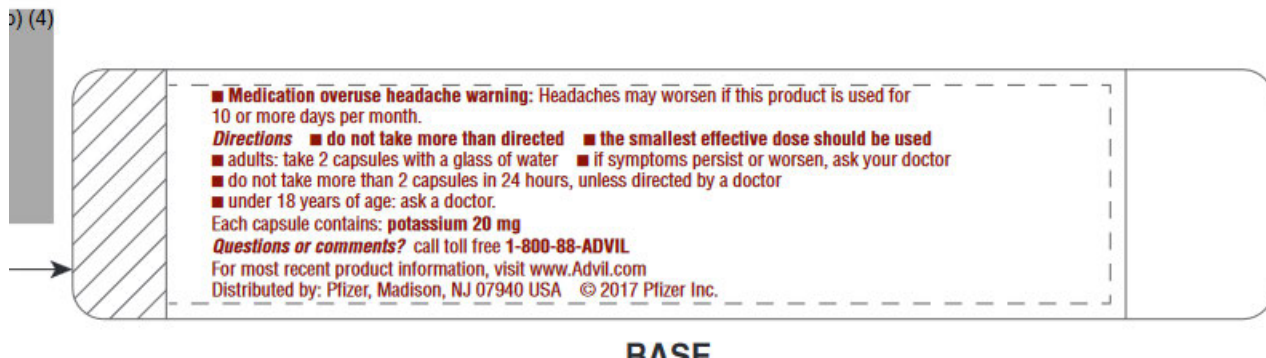 ) (4)
■ Medication overuse headache warning: Headaches may worsen if this product is used for
10 or more days per month.
Directions ■ do not take more than directed ■ the smallest effective dose should be used
■ adults: take 2 capsules with a glass of water ■ if symptoms persist or worsen, ask your doctor
■ do not take more than 2 capsules in 24 hours, unless directed by a doctor
■ under 18 years of age: ask a doctor.
Each capsule contains: potassium 20 mg
Questions or comments? call toll free 1-800-88-ADVIL
For most recent product information, visit www.Advil.com
Distributed by: Pfizer, Madison, NJ 07940 USA © 2017 Pfizer Inc.
BASE